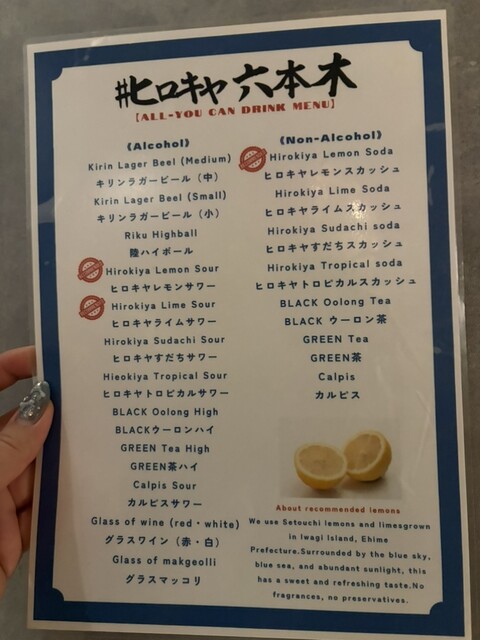 #ヒロキヤ 六本木
[ALL-YOU CAN DRINK MENU]
《Alcohol》
Kirin Lager Beel (Medium)
キリンラガービール（中）
Kirin Lager Beel (Small)
キリンラガービール（小）
Riku Highball
陸ハイボール
Hirokiya Lemon Sour
ヒロキヤレモンサワー
Hirokiya Lime Sour
ヒロキヤライムサワー
Hirokiya Sudachi Sour
ヒロキヤすだちサワー
Hieokiya Tropical Sour
ヒロキヤトロピカルサワー
BLACK Oolong High
BLACKウーロンハイ
GREEN Tea High
GREEN茶ハイ
Calpis Sour
カルピスサワー
Glass of wine (red・white)
グラスワイン（赤・白）
Glass of makgeolli
グラスマッコリ
《Non-Alcohol》
Hirokiya Lemon Soda
ヒロキヤレモンスカッシュ
Hirokiya Lime Soda
ヒロキヤライムスカッシュ
Hirokiya Sudachi soda
ヒロキヤすだちスカッシュ
Hirokiya Tropical soda
ヒロキヤトロピカルスカッシュ
BLACK Oolong Tea
BLACK ウーロン茶
GREEN Tea
GREEN茶
Calpis
カルピス
About recommended lemons
We use Setouchi lemons and limesgrown
in Iwagi Island, Ehime
Prefecture.Surrounded by the blue sky,
blue sea, and abundant sunlight, this
has a sweet and refreshing taste.No
fragrances, no preservatives.